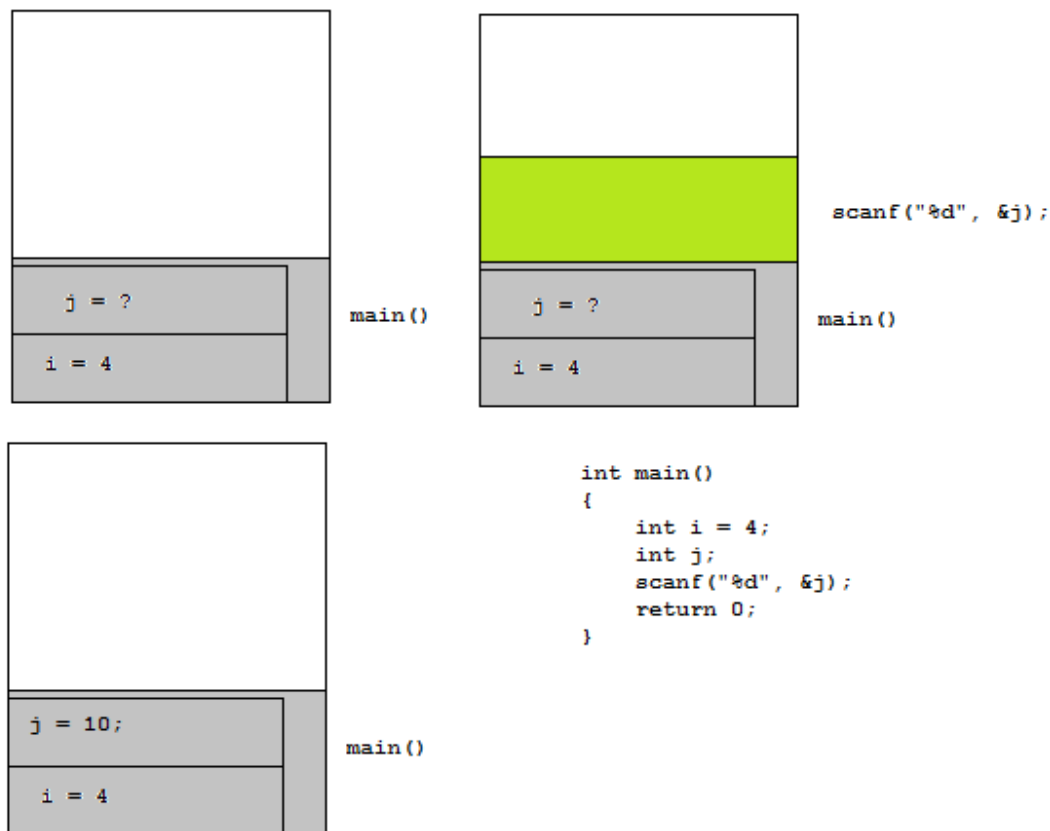 j = ?
i = 4
main()
scanf("%d", &j);
j = ?
i = 4
main()
j = 10;
i = 4
main()
int main()
{
    int i = 4;
    int j;
    scanf("%d", &j);
    return 0;
}